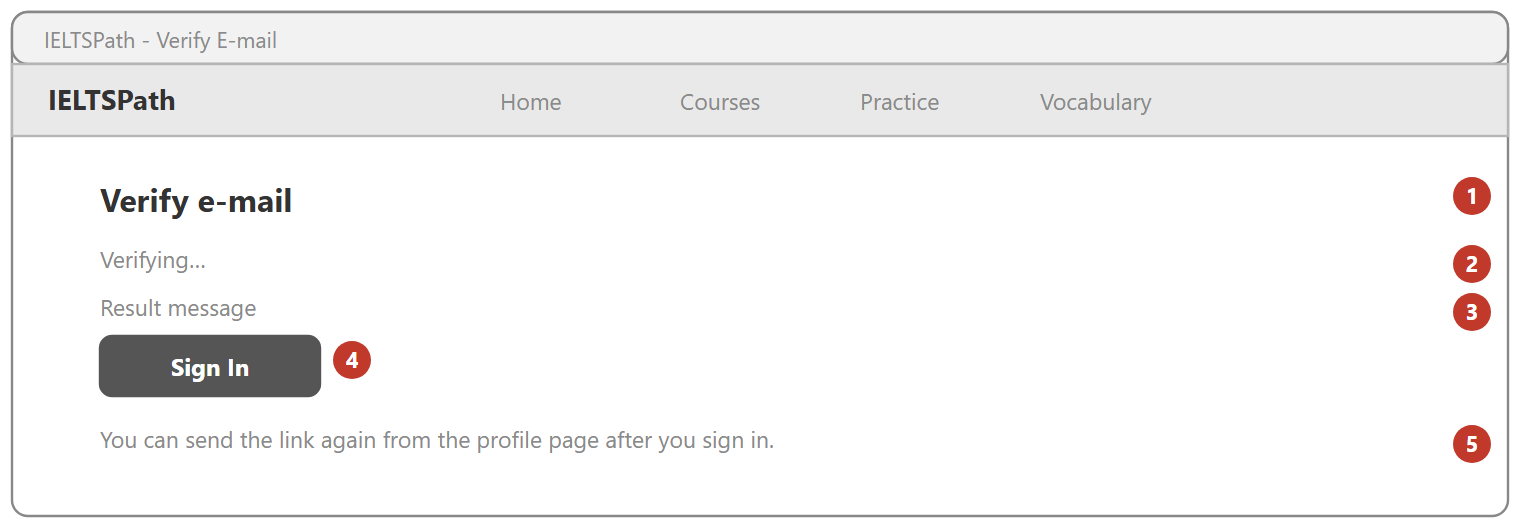 IELTSPath - Verify E-mail
IELTSPath Home Courses Practice Vocabulary
Verify e-mail 1
Verifying... 2
Result message 3
Sign In 4
You can send the link again from the profile page after you sign in. 5